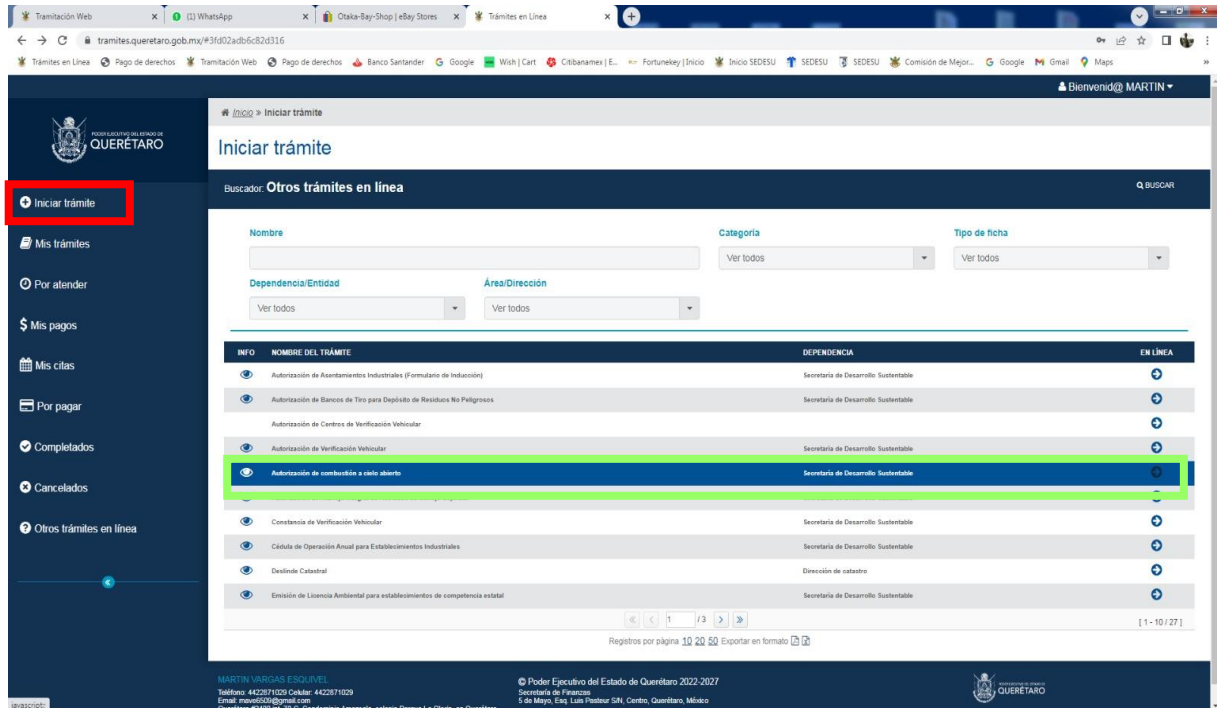 Tramitación Web
(1) WhatsApp
Otaka-Bay-Shop | eBay Stores
Trámites en Linea
tramites.queretaro.gob.mx/#3fd02adb6c82d316
Trámites en Línea Pago de derechos Tramitación Web Pago de derechos Banco Santander Google Wish | Cart Citibanamex | E... Fortunekey | Inicio Inicio SEDESU SEDESU SEDESU Comisión de Mejor... Google Gmail Maps »
Bienvenid@ MARTIN
PODER EJECUTIVO DEL ESTADO DE
QUERÉTARO
Iniciar trámite
Mis trámites
Por atender
Mis pagos
Mis citas
Por pagar
Completados
Cancelados
Otros trámites en línea
Inicio » Iniciar trámite
Iniciar trámite
Buscador: Otros trámites en línea
BUSCAR
Nombre Categoría Tipo de ficha
Ver todos Ver todos
Dependencia/Entidad Área/Dirección
Ver todos Ver todos
INFO NOMBRE DEL TRÁMITE DEPENDENCIA EN LÍNEA
Autorización de Asentamientos Industriales (Formulario de Inducción) Secretaría de Desarrollo Sustentable
Autorización de Bancos de Tiro para Depósito de Residuos No Peligrosos Secretaría de Desarrollo Sustentable
Autorización de Centros de Verificación Vehicular
Autorización de Verificación Vehicular Secretaría de Desarrollo Sustentable
Autorización de combustión a cielo abierto Secretaría de Desarrollo Sustentable
Constancia de Verificación Vehicular Secretaría de Desarrollo Sustentable
Cédula de Operación Anual para Establecimientos Industriales Secretaría de Desarrollo Sustentable
Deslinde Catastral Dirección de catastro
Emisión de Licencia Ambiental para establecimientos de competencia estatal Secretaría de Desarrollo Sustentable
1 /3 [ 1 - 10 / 27 ]
Registros por página 10 20 50 Exportar en formato
MARTIN VARGAS ESQUIVEL
Teléfono: 4422871029 Celular: 4422871029
Email: mave6509@gmail.com
© Poder Ejecutivo del Estado de Querétaro 2022-2027
Secretaría de Finanzas
5 de Mayo, Esq. Luis Pasteur S/N, Centro, Querétaro, México
QUERÉTARO